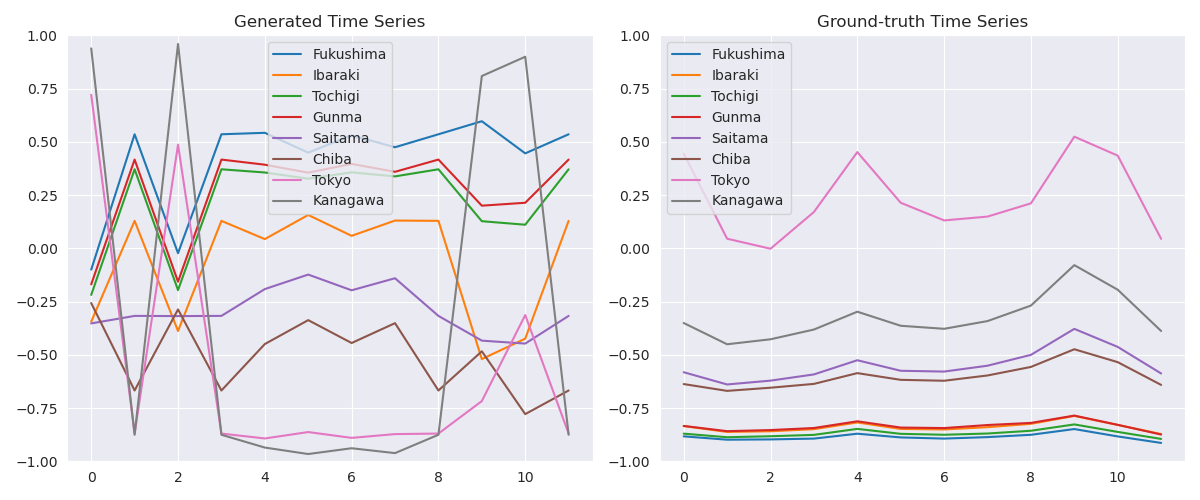 Generated Time Series
1.00
0.75
0.50
0.25
0.00
−0.25
−0.50
−0.75
−1.00
0 2 4 6 8 10
Fukushima
Ibaraki
Tochigi
Gunma
Saitama
Chiba
Tokyo
Kanagawa
Ground-truth Time Series
1.00
0.75
0.50
0.25
0.00
−0.25
−0.50
−0.75
−1.00
0 2 4 6 8 10
Fukushima
Ibaraki
Tochigi
Gunma
Saitama
Chiba
Tokyo
Kanagawa